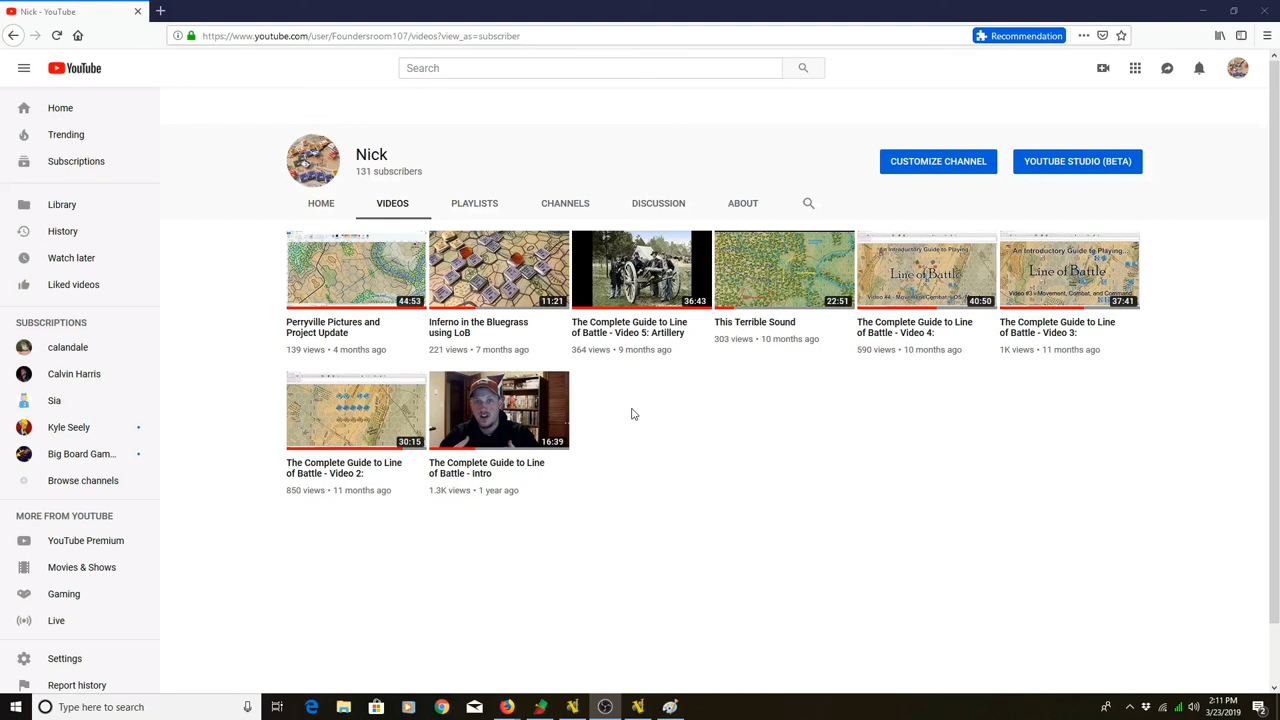 Nick - YouTube
https://www.youtube.com/user/Foundersroom107/videos?view_as=subscriber
Recommendation
YouTube
Search
Home
Trending
Subscriptions
Library
History
Watch later
Liked videos
SUBSCRIPTIONS
calandale
Calvin Harris
Sia
Kyle Seely
Big Board Gam...
Browse channels
MORE FROM YOUTUBE
YouTube Premium
Movies & Shows
Gaming
Live
Settings
Report history
Nick
131 subscribers
CUSTOMIZE CHANNEL
YOUTUBE STUDIO (BETA)
HOME
VIDEOS
PLAYLISTS
CHANNELS
DISCUSSION
ABOUT
44:53
Perryville Pictures and
Project Update
139 views • 4 months ago
11:21
Inferno in the Bluegrass
using LoB
221 views • 7 months ago
36:43
The Complete Guide to Line
of Battle - Video 5: Artillery
364 views • 9 months ago
22:51
This Terrible Sound
303 views • 10 months ago
An Introductory Guide to Playing...
Line of Battle
40:50
The Complete Guide to Line
of Battle - Video 4:
590 views • 10 months ago
An Introductory Guide to Playing...
Line of Battle
Video #3 - Movement, Combat, and Command
37:41
The Complete Guide to Line
of Battle - Video 3:
1K views • 11 months ago
30:15
The Complete Guide to Line
of Battle - Video 2:
850 views • 11 months ago
16:39
The Complete Guide to Line
of Battle - Intro
1.3K views • 1 year ago
Type here to search
2:11 PM
3/23/2019
2